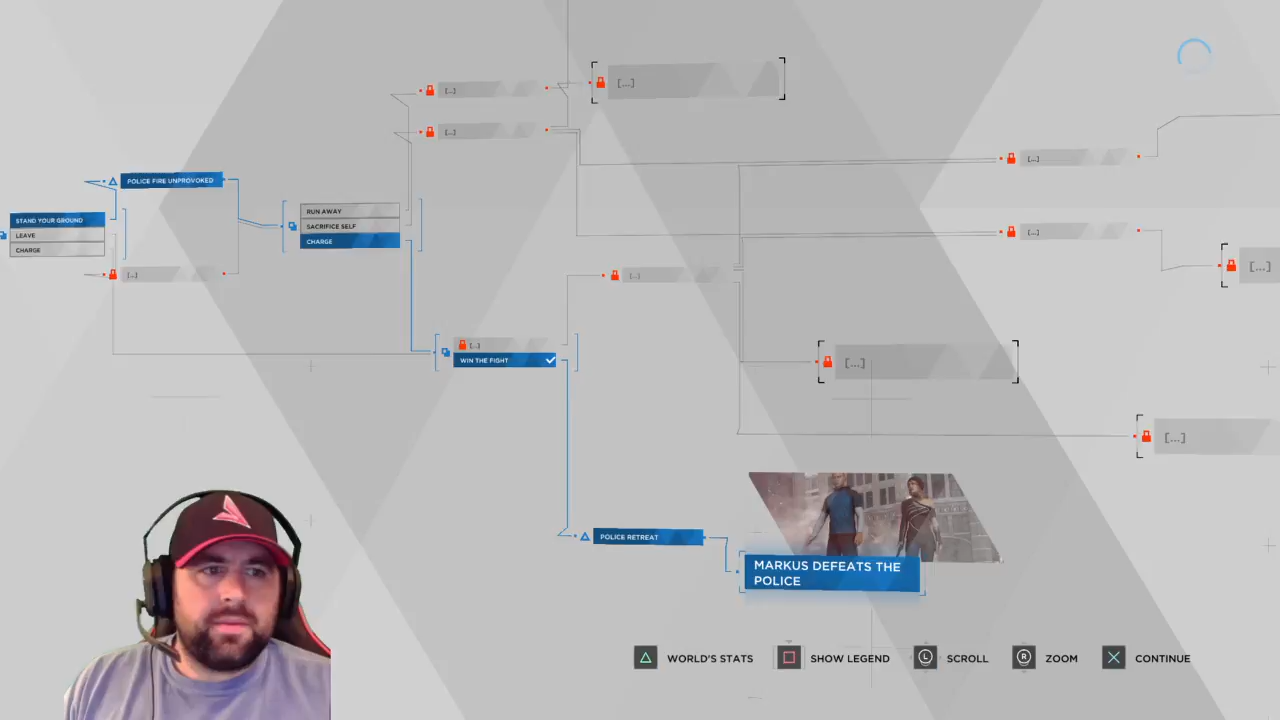 [...]
[...]
[...]
[...]
POLICE FIRE UNPROVOKED
STAND YOUR GROUND
LEAVE
CHARGE
RUN AWAY
SACRIFICE SELF
CHARGE
[...]
[...]
[...]
[...]
[...]
WIN THE FIGHT
[...]
[...]
POLICE RETREAT
MARKUS DEFEATS THE
POLICE
WORLD'S STATS
SHOW LEGEND
L
SCROLL
R
ZOOM
CONTINUE